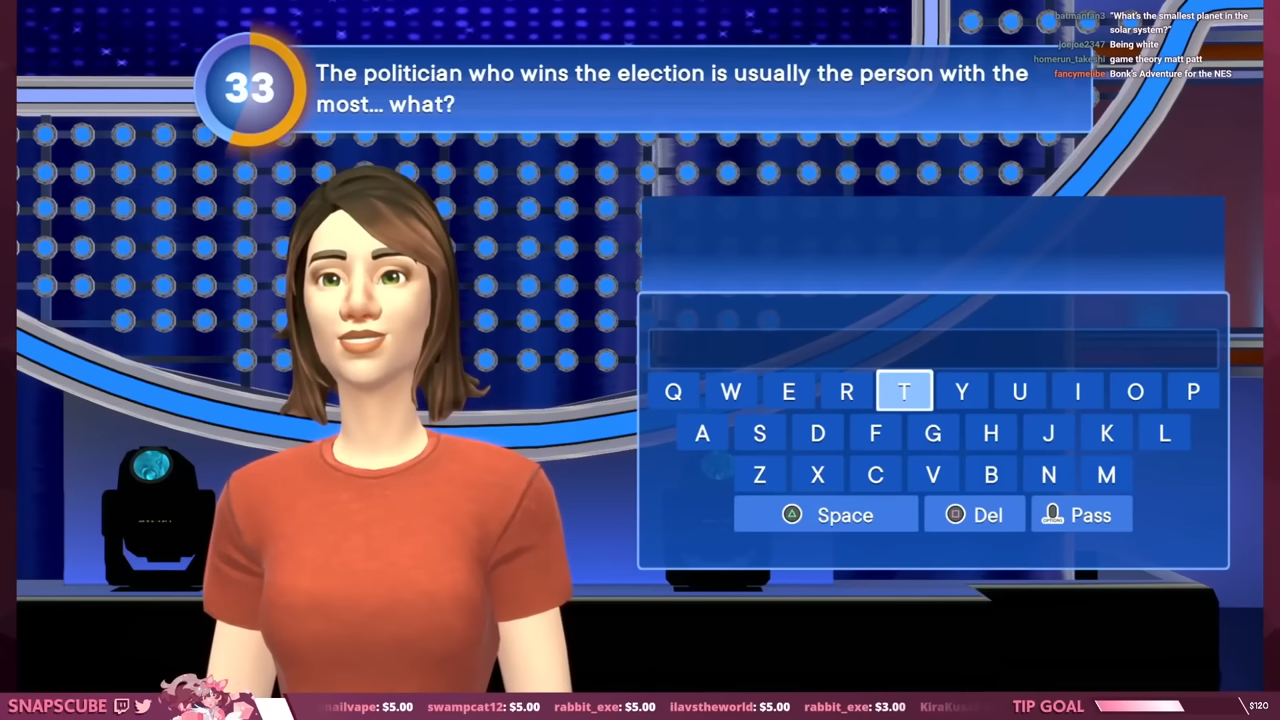 batmanfan3 "What's the smallest planet in the
solar system?"
joejoe2347 Being white
homerun_takeshi game theory matt patt
fancymelibe Bonk's Adventure for the NES
33
The politician who wins the election is usually the person with the
most... what?
Q W E R T Y U I O P
A S D F G H J K L
Z X C V B N M
Space Del OPTIONS Pass
SNAPSCUBE
nailvape: $5.00 swampcat12: $5.00 rabbit_exe: $5.00 ilavstheworld: $5.00 rabbit_exe: $3.00
TIP GOAL
$120